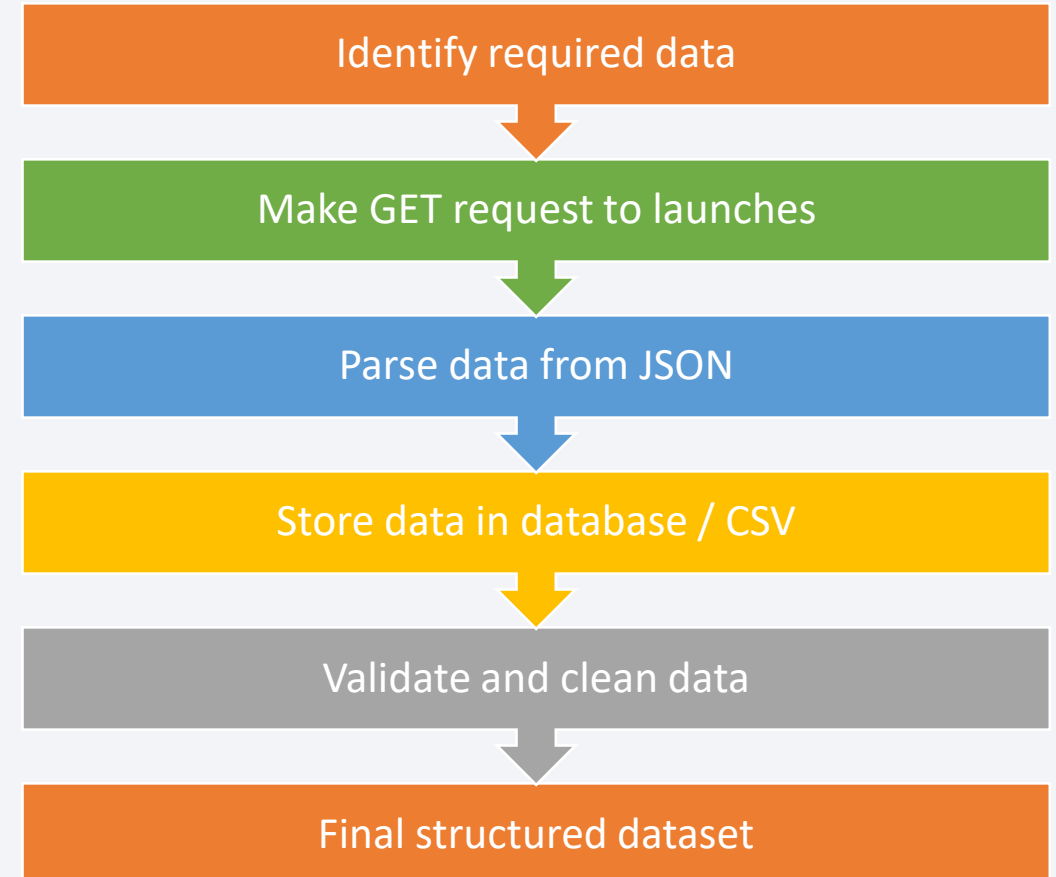 Identify required data
Make GET request to launches
Parse data from JSON
Store data in database / CSV
Validate and clean data
Final structured dataset